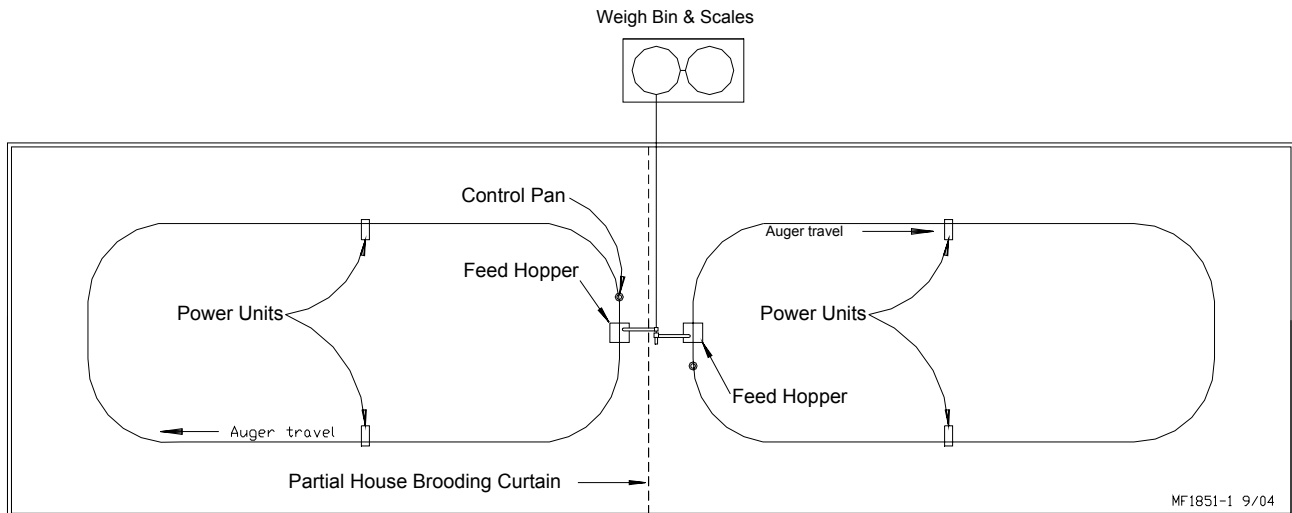 Weigh Bin & Scales
Control Pan
Auger travel
Feed Hopper
Power Units
Power Units
Feed Hopper
Auger travel
Partial House Brooding Curtain
MF1851-1 9/04